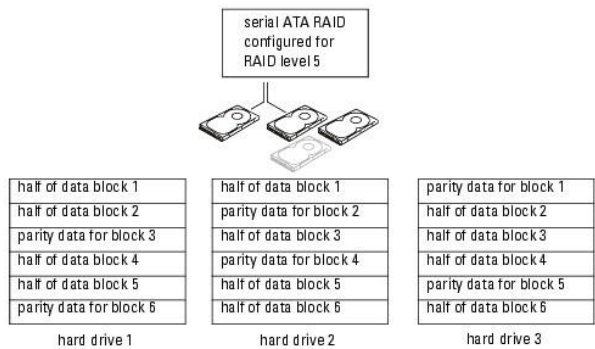 serial ATA RAID
configured for
RAID level 5
half of data block 1
half of data block 2
parity data for block 3
half of data block 4
half of data block 5
parity data for block 6
hard drive 1
half of data block 1
parity data for block 2
half of data block 3
parity data for block 4
half of data block 5
half of data block 6
hard drive 2
parity data for block 1
half of data block 2
half of data block 3
half of data block 4
parity data for block 5
half of data block 6
hard drive 3